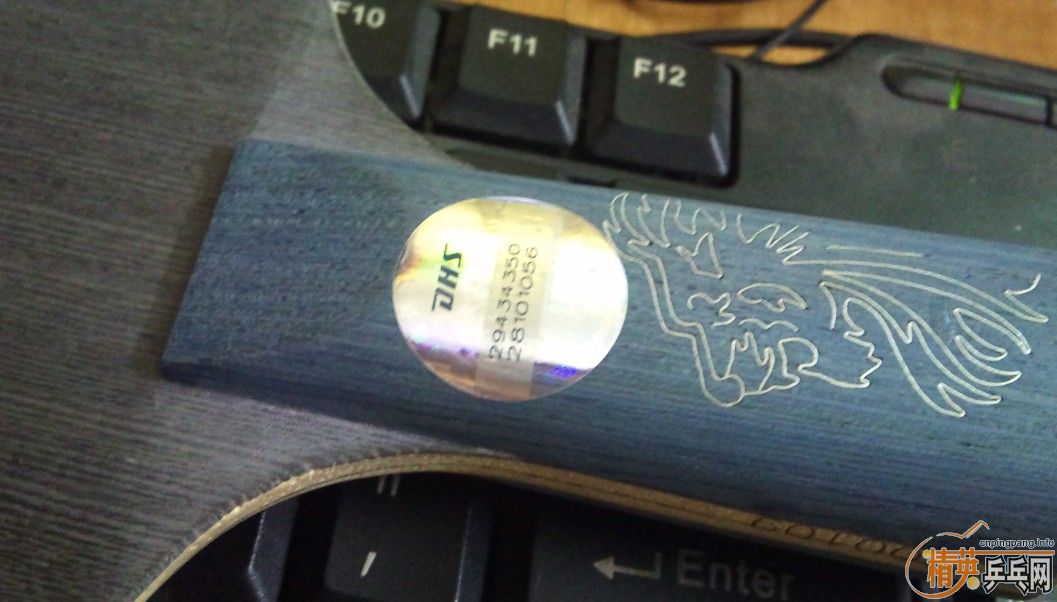 F10
F11
F12
DHS
29434350
28101056
Enter
cnpingpang.info
精英乒乓网